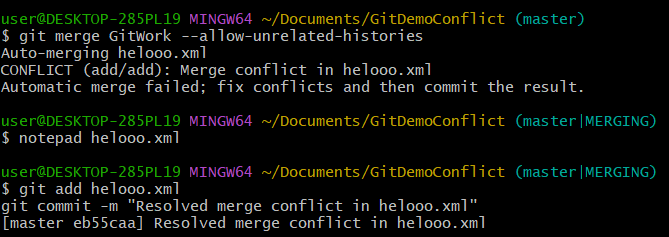 user@DESKTOP-285PL19 MINGW64 ~/Documents/GitDemoConflict (master)
$ git merge GitWork --allow-unrelated-histories
Auto-merging helooo.xml
CONFLICT (add/add): Merge conflict in helooo.xml
Automatic merge failed; fix conflicts and then commit the result.
user@DESKTOP-285PL19 MINGW64 ~/Documents/GitDemoConflict (master|MERGING)
$ notepad helooo.xml
user@DESKTOP-285PL19 MINGW64 ~/Documents/GitDemoConflict (master|MERGING)
$ git add helooo.xml
git commit -m "Resolved merge conflict in helooo.xml"
[master eb55caa] Resolved merge conflict in helooo.xml